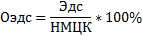 Оэдс = Эдс / НМЦК * 100%